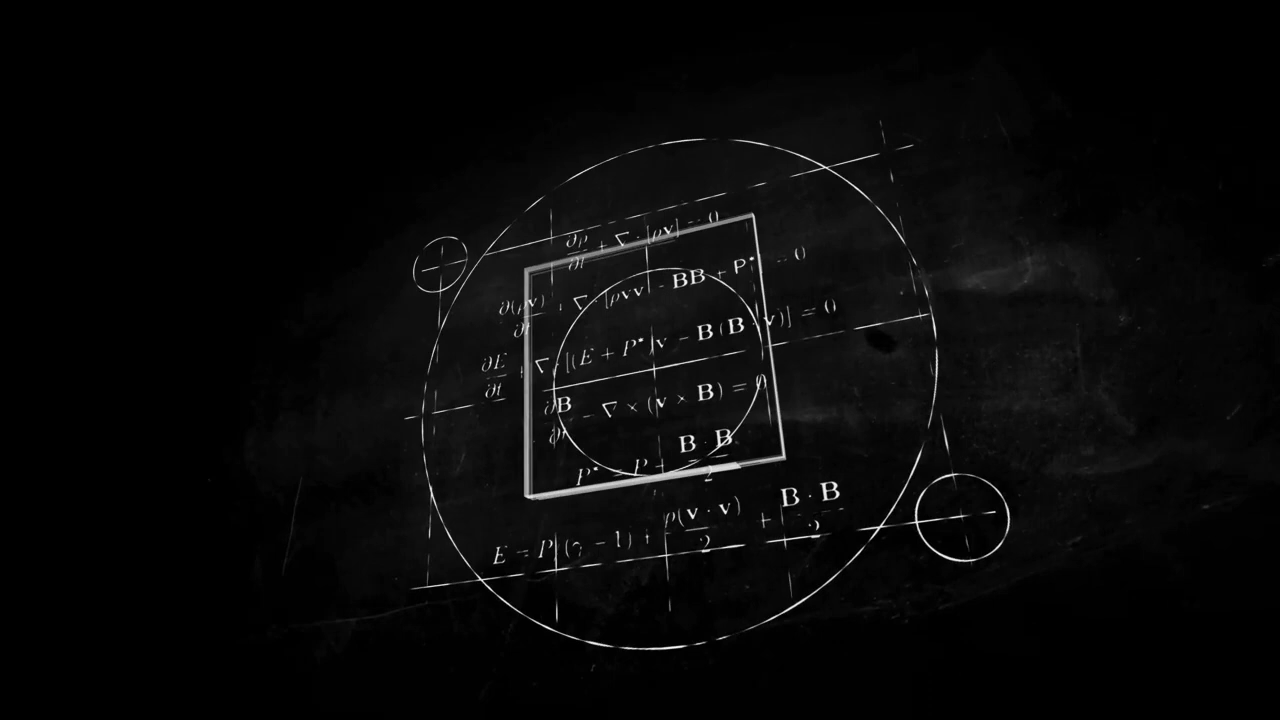 ∂ρ/∂t + ∇ · [ρv] = 0
∂(ρv)/∂t + ∇ · [ρvv - BB + P* = 0
∂E/∂t + ∇ · [(E + P*)v - B(B · v)] = 0
∂B/∂t - ∇ × (v × B) = 0
P* = P + B · B/2
E = P/(γ - 1) + ρ(v · v)/2 + B · B/2